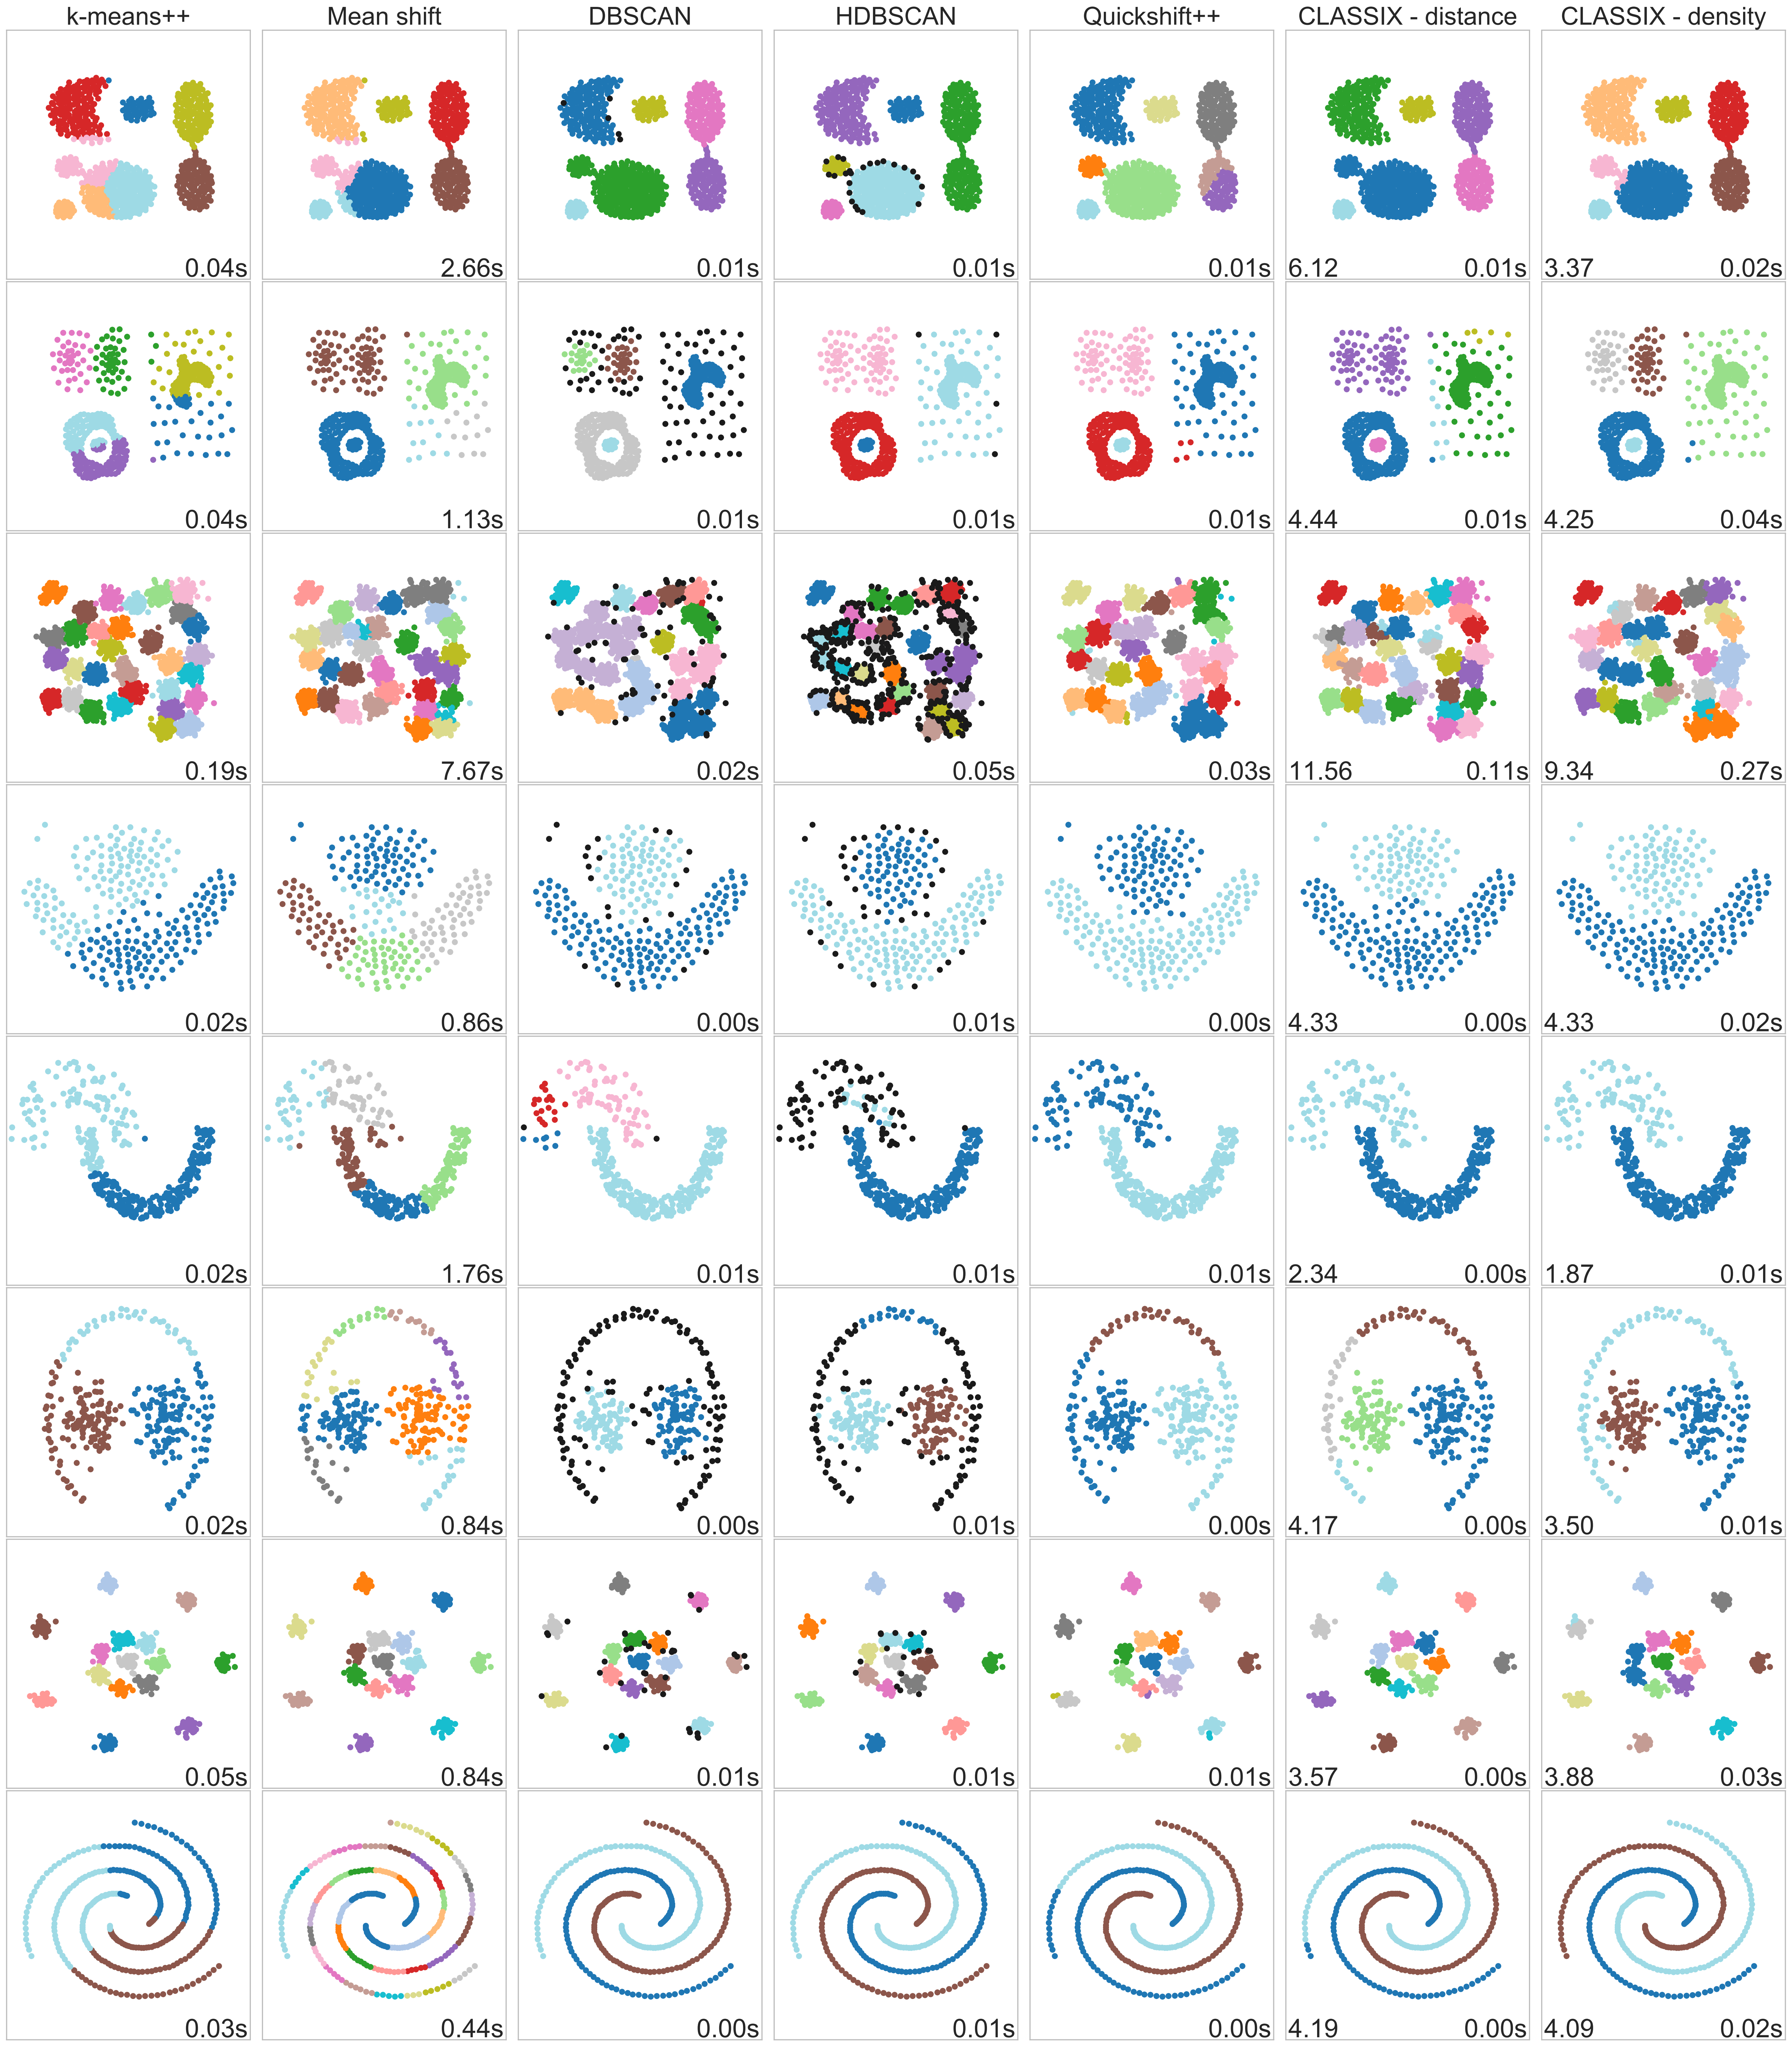 k-means++ Mean shift DBSCAN HDBSCAN Quickshift++ CLASSIX - distance CLASSIX - density
0.04s 2.66s 0.01s 0.01s 0.01s 6.12 0.01s 3.37 0.02s
0.04s 1.13s 0.01s 0.01s 0.01s 4.44 0.01s 4.25 0.04s
0.19s 7.67s 0.02s 0.05s 0.03s 11.56 0.11s 9.34 0.27s
0.02s 0.86s 0.00s 0.01s 0.00s 4.33 0.00s 4.33 0.02s
0.02s 1.76s 0.01s 0.01s 0.01s 2.34 0.00s 1.87 0.01s
0.02s 0.84s 0.00s 0.01s 0.00s 4.17 0.00s 3.50 0.01s
0.05s 0.84s 0.01s 0.01s 0.01s 3.57 0.00s 3.88 0.03s
0.03s 0.44s 0.00s 0.01s 0.00s 4.19 0.00s 4.09 0.02s